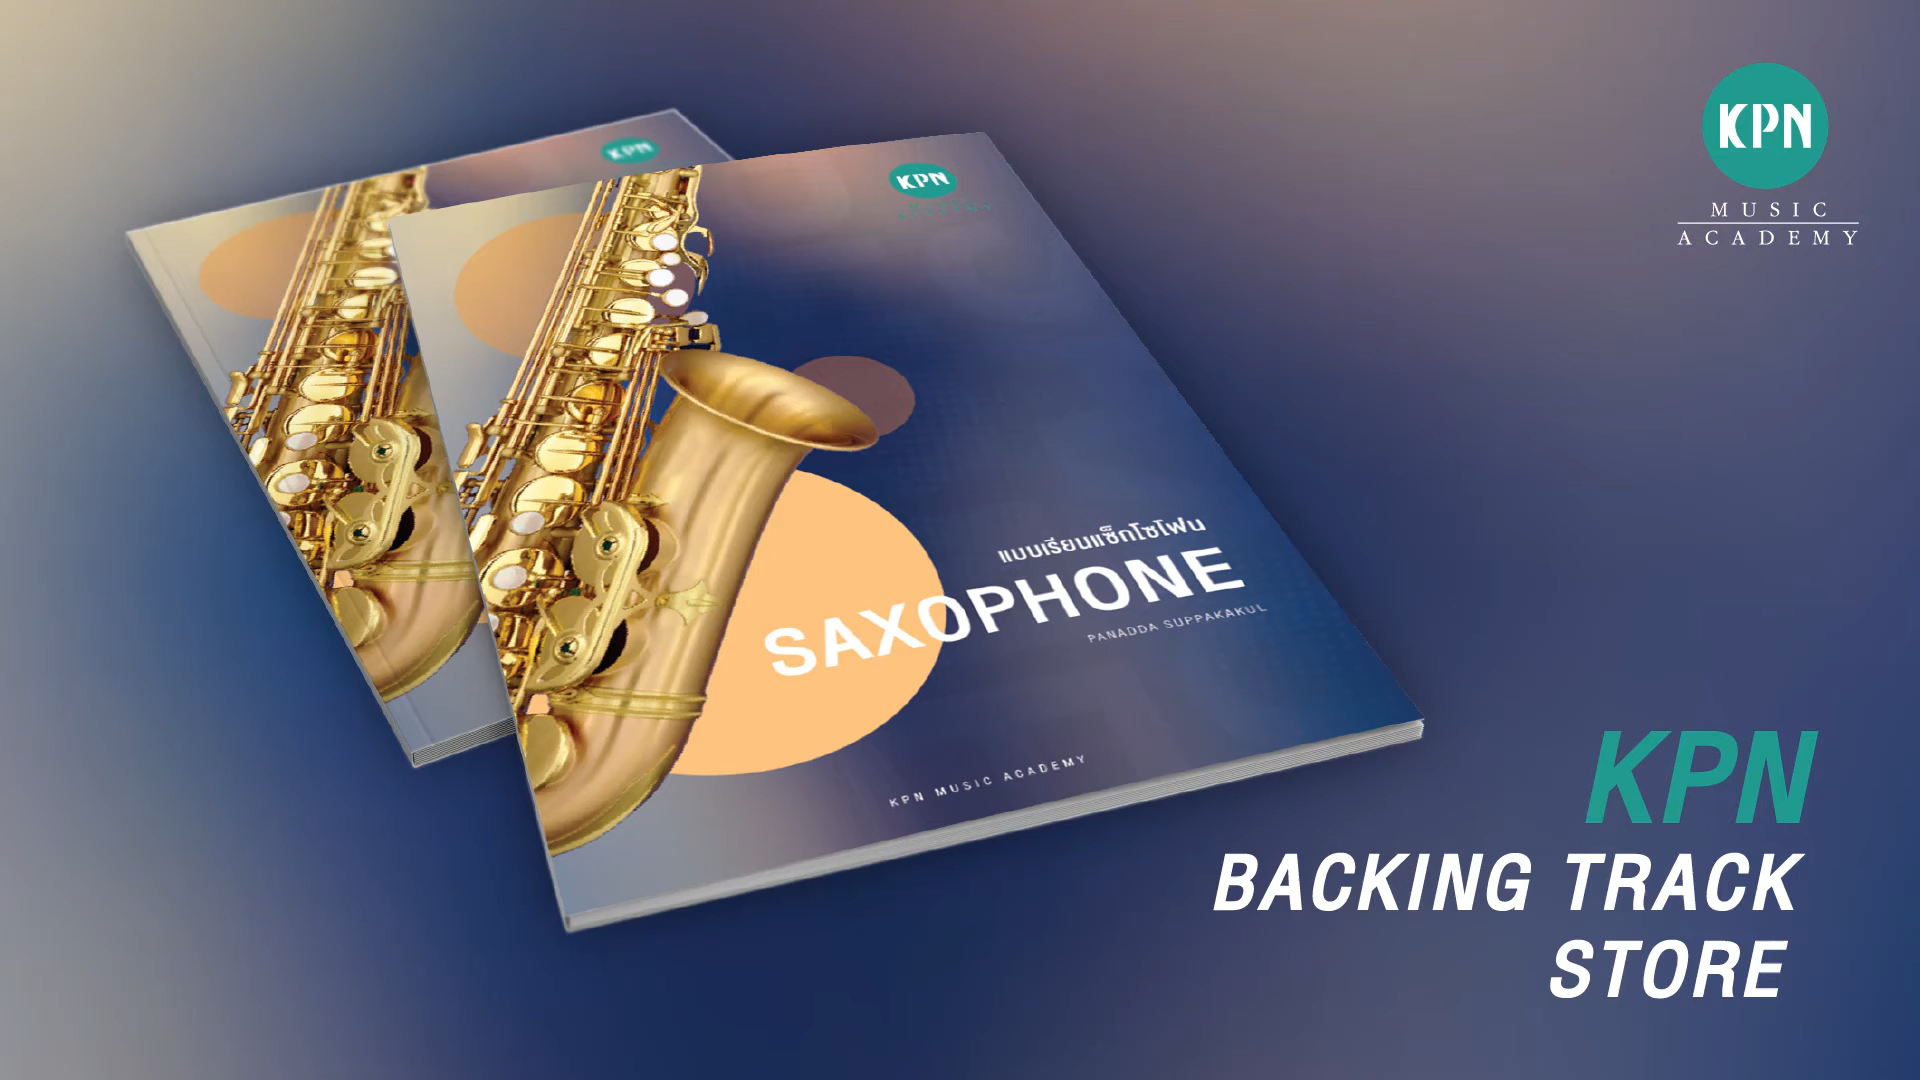 KPN
MUSIC
ACADEMY
KPN
KPN
แบบเรียนแซ็กโซโฟน
SAXOPHONE
PANADDA SUPPAKAKUL
KPN MUSIC ACADEMY
KPN
BACKING TRACK
STORE